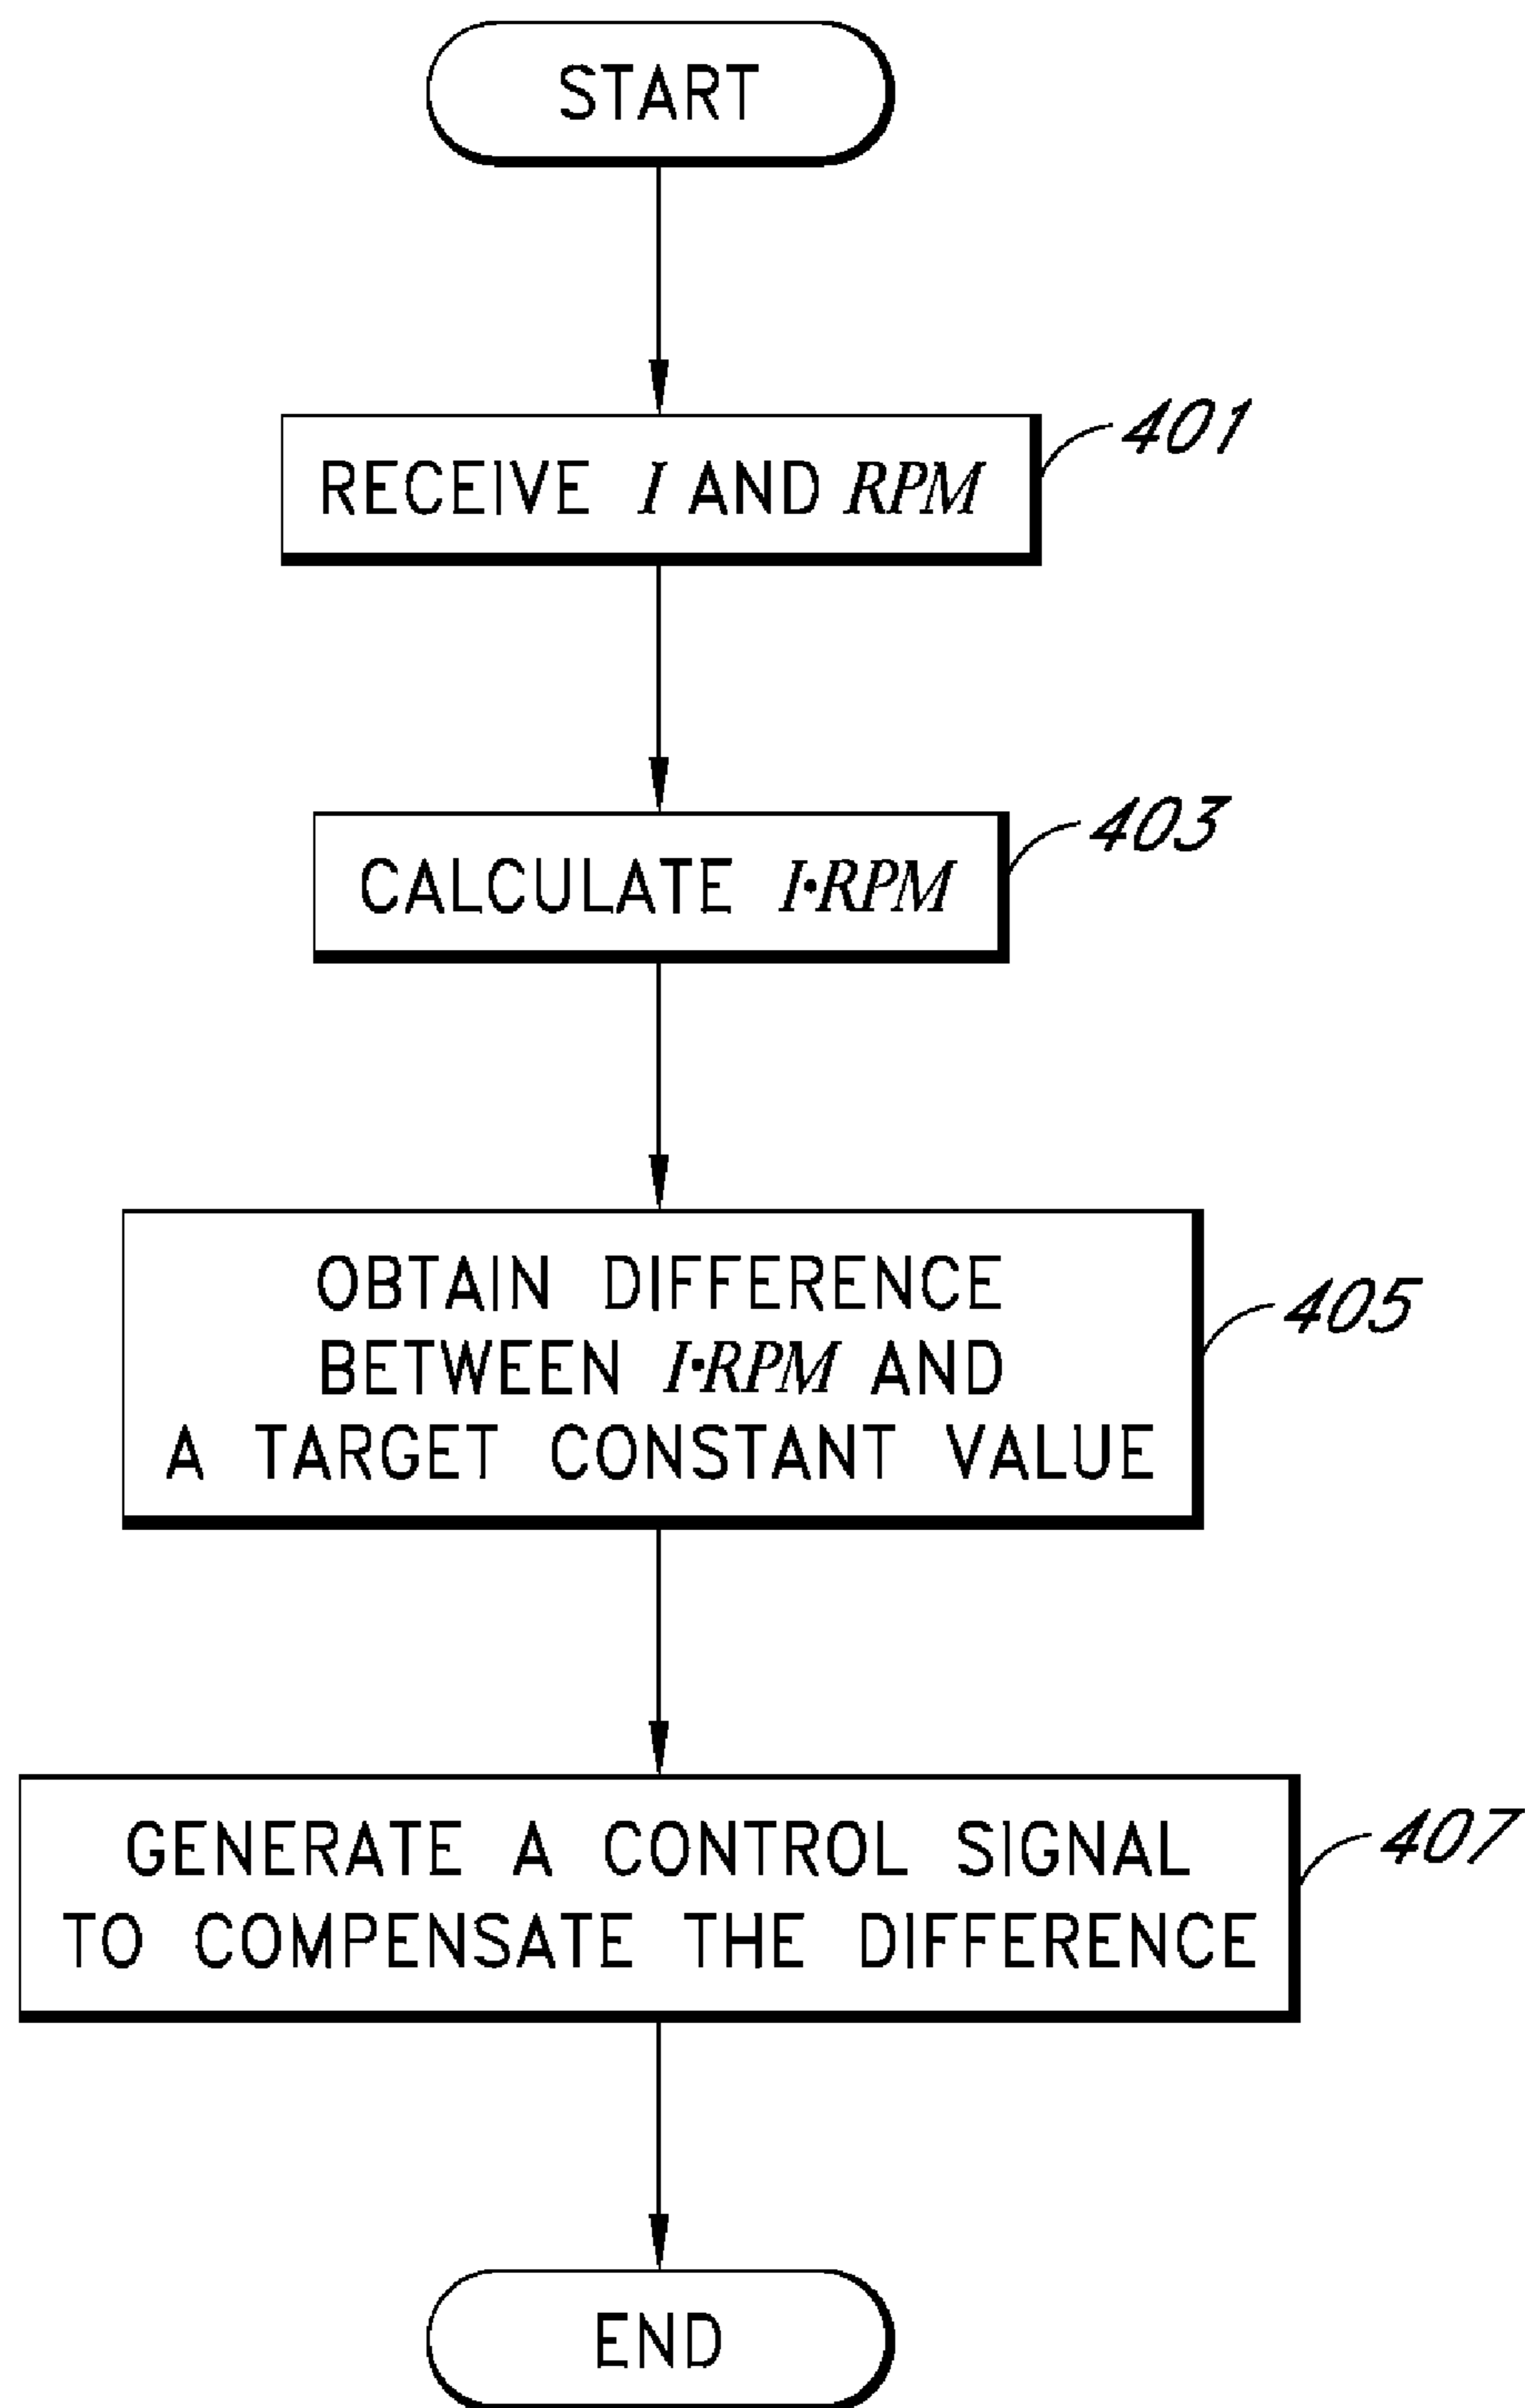 START
RECEIVE I AND RPM
401
CALCULATE I·RPM
403
OBTAIN DIFFERENCE
BETWEEN I·RPM AND
A TARGET CONSTANT VALUE
405
GENERATE A CONTROL SIGNAL
TO COMPENSATE THE DIFFERENCE
407
END